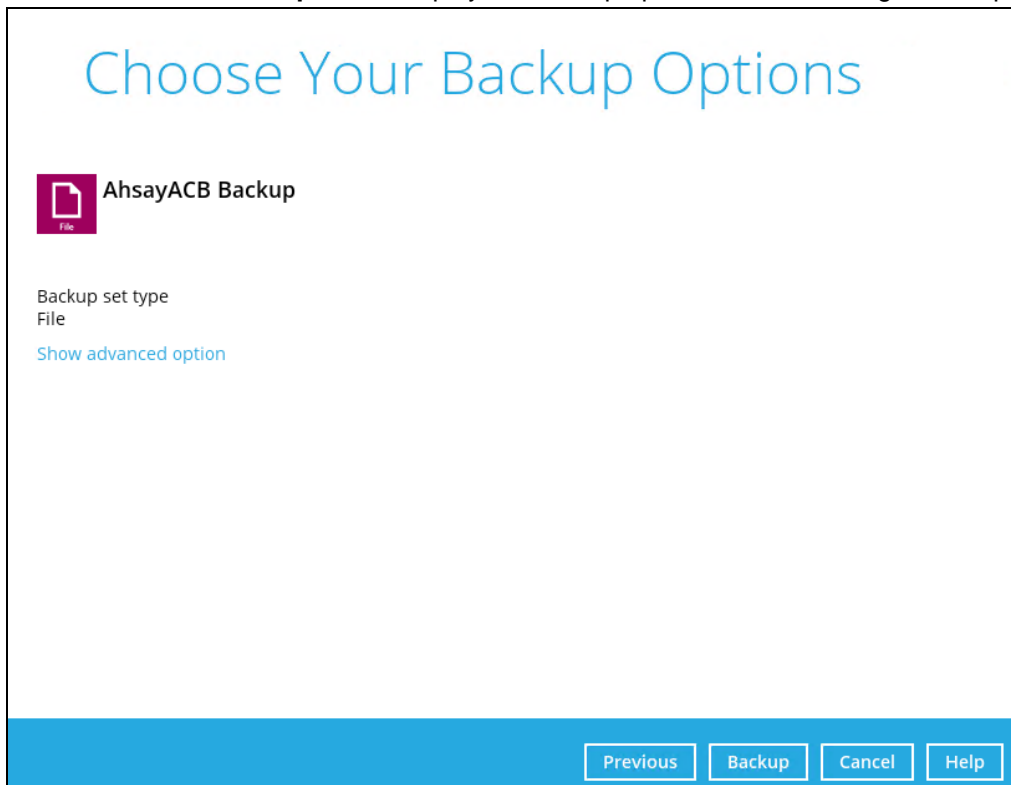 Choose Your Backup Options
AhsayACB Backup
File
Backup set type
File
Show advanced option
Previous Backup Cancel Help